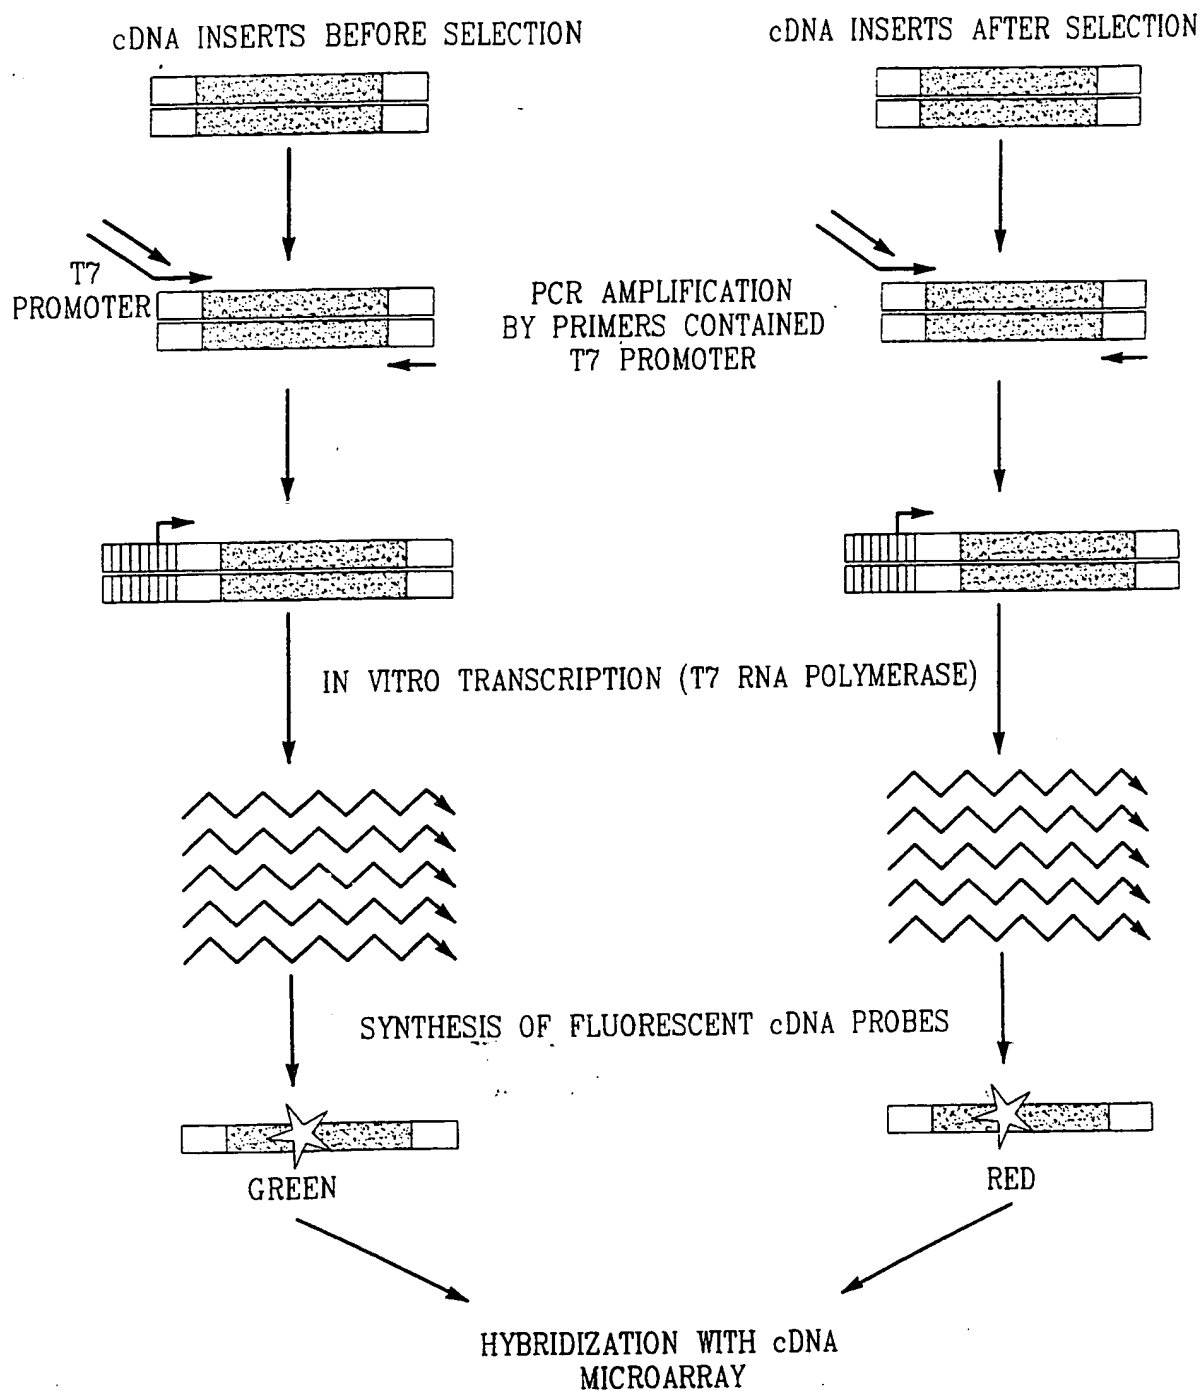 cDNA INSERTS BEFORE SELECTION
cDNA INSERTS AFTER SELECTION
T7
PROMOTER
PCR AMPLIFICATION
BY PRIMERS CONTAINED
T7 PROMOTER
IN VITRO TRANSCRIPTION (T7 RNA POLYMERASE)
SYNTHESIS OF FLUORESCENT cDNA PROBES
GREEN
RED
HYBRIDIZATION WITH cDNA
MICROARRAY